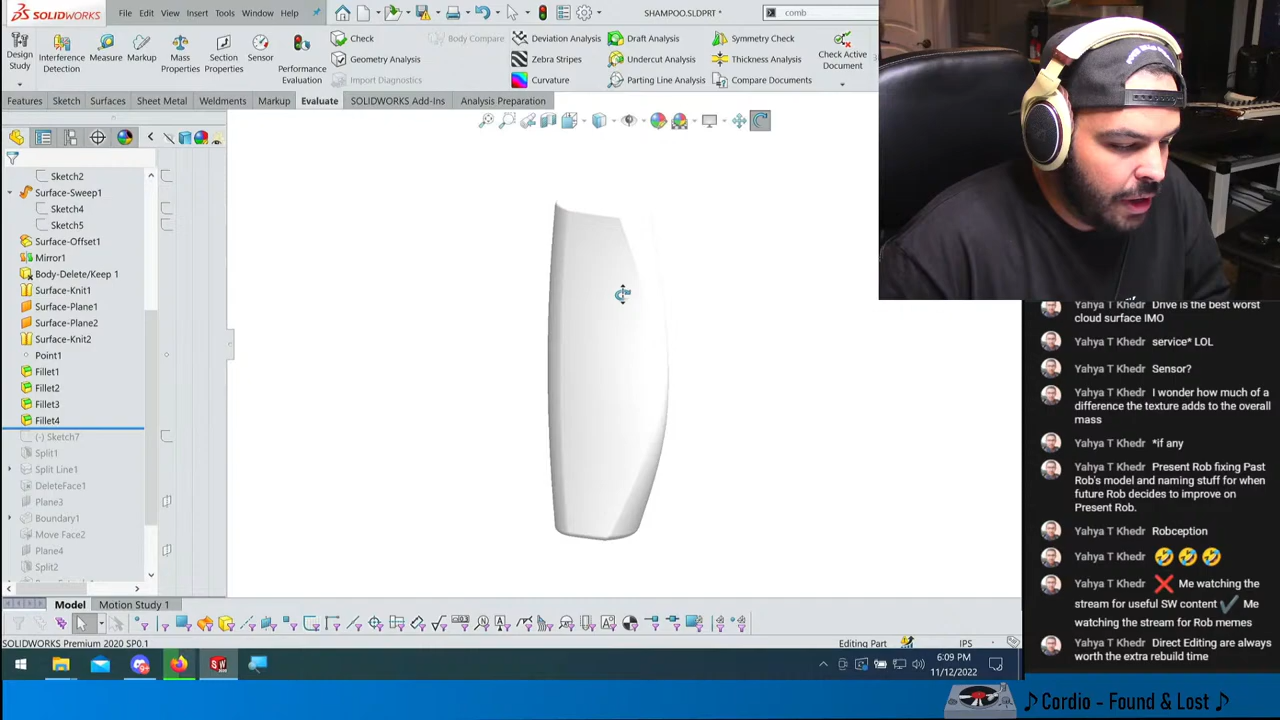 SOLIDWORKS
File
Edit
View
Insert
Tools
Window
Help
SHAMPOO.SLDPRT *
comb
Design Study
Interference Detection
Measure
Markup
Mass Properties
Section Properties
Sensor
Performance Evaluation
Check
Geometry Analysis
Import Diagnostics
Body Compare
Deviation Analysis
Zebra Stripes
Curvature
Draft Analysis
Undercut Analysis
Parting Line Analysis
Symmetry Check
Thickness Analysis
Compare Documents
Check Active Document
Features
Sketch
Surfaces
Sheet Metal
Weldments
Markup
Evaluate
SOLIDWORKS Add-Ins
Analysis Preparation
Sketch2
Surface-Sweep1
Sketch4
Sketch5
Surface-Offset1
Mirror1
Body-Delete/Keep 1
Surface-Knit1
Surface-Plane1
Surface-Plane2
Surface-Knit2
Point1
Fillet1
Fillet2
Fillet3
Fillet4
(-) Sketch7
Split1
Split Line1
DeleteFace1
Plane3
Boundary1
Move Face2
Plane4
Split2
Model
Motion Study 1
SOLIDWORKS Premium 2020 SP0.1
Editing Part
IPS
6:09 PM
11/12/2022
Yahya T Khedr Drive is the best worst
cloud surface IMO
Yahya T Khedr service* LOL
Yahya T Khedr Sensor?
Yahya T Khedr I wonder how much of a
difference the texture adds to the overall
mass
Yahya T Khedr *if any
Yahya T Khedr Present Rob fixing Past
Rob's model and naming stuff for when
future Rob decides to improve on
Present Rob.
Yahya T Khedr Robception
Yahya T Khedr 🤣🤣🤣
Yahya T Khedr ❌ Me watching the
stream for useful SW content ✔️ Me
watching the stream for Rob memes
Yahya T Khedr Direct Editing are always
worth the extra rebuild time
♪ Cordio - Found & Lost ♪